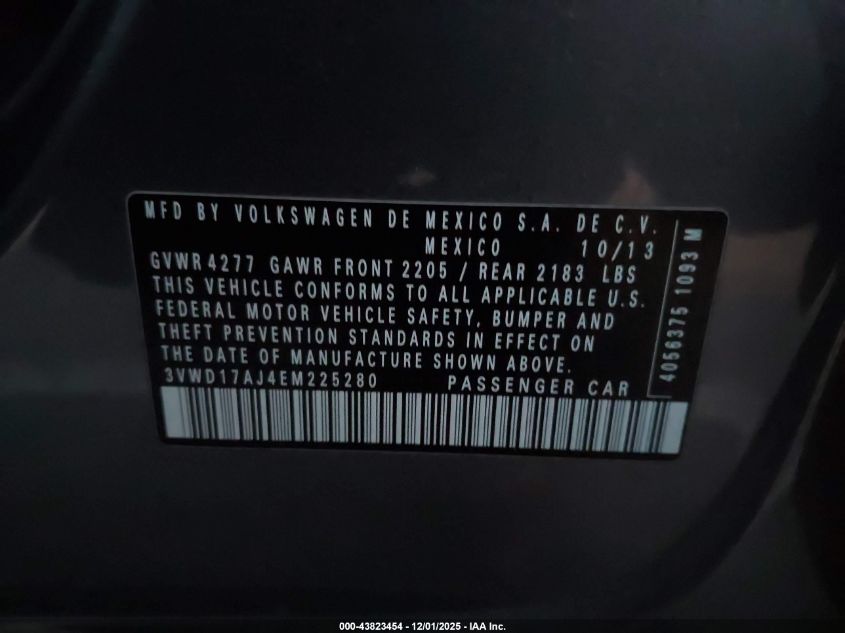 MFD BY VOLKSWAGEN DE MEXICO S.A. DE C.V.
MEXICO 10/13
GVWR 4277 GAWR FRONT 2205 / REAR 2183 LBS
THIS VEHICLE CONFORMS TO ALL APPLICABLE U.S.
FEDERAL MOTOR VEHICLE SAFETY, BUMPER AND
THEFT PREVENTION STANDARDS IN EFFECT ON
THE DATE OF MANUFACTURE SHOWN ABOVE.
3VWD17AJ4EM225280 PASSENGER CAR
4056375 1093 M
000-43823454 - 12/01/2025 - IAA Inc.